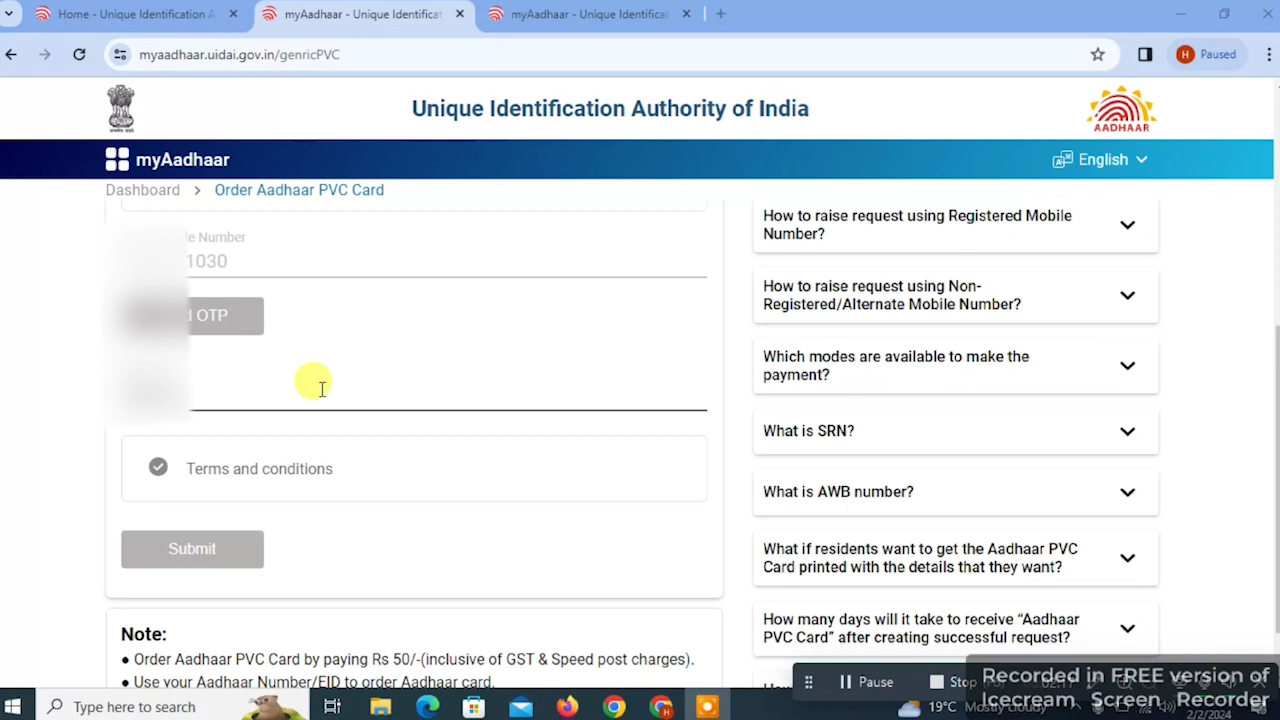 Home - Unique Identification A
myAadhaar - Unique Identificat
myAadhaar - Unique Identificat
myaadhaar.uidai.gov.in/genricPVC
H
Paused
Unique Identification Authority of India
AADHAAR
myAadhaar
English
Dashboard > Order Aadhaar PVC Card
le Number
1030
OTP
Terms and conditions
Submit
Note:
• Order Aadhaar PVC Card by paying Rs 50/-(inclusive of GST & Speed post charges).
• Use your Aadhaar Number/EID to order Aadhaar card.
How to raise request using Registered Mobile
Number?
How to raise request using Non-
Registered/Alternate Mobile Number?
Which modes are available to make the
payment?
What is SRN?
What is AWB number?
What if residents want to get the Aadhaar PVC
Card printed with the details that they want?
How many days will it take to receive “Aadhaar
PVC Card” after creating successful request?
Pause
Stop
Recorded in FREE version of
Icecream Screen Recorder
Type here to search
19°C Mostly cloudy
2/2/2024